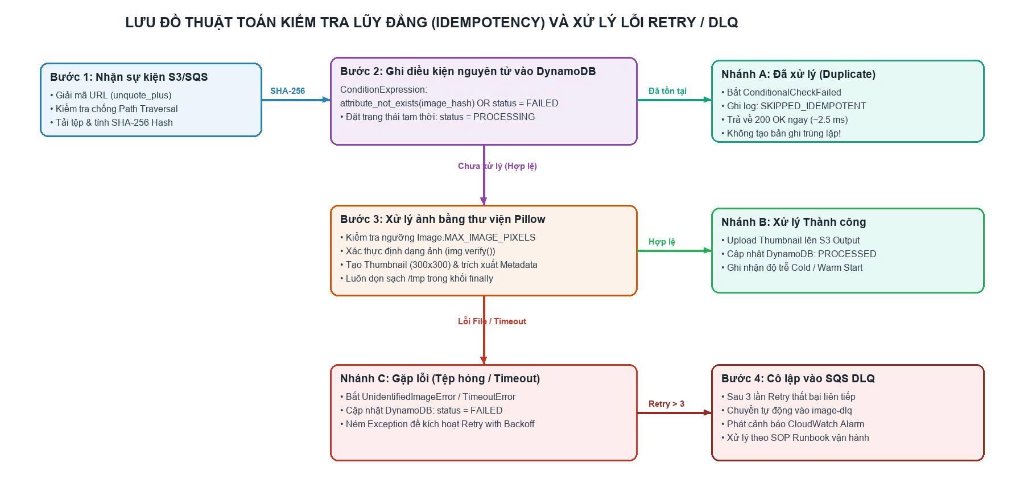 LƯU ĐỒ THUẬT TOÁN KIỂM TRA LŨY ĐẲNG (IDEMPOTENCY) VÀ XỬ LÝ LỖI RETRY / DLQ
Bước 1: Nhận sự kiện S3/SQS
• Giải mã URL (unquote_plus)
• Kiểm tra chống Path Traversal
• Tải tệp & tính SHA-256 Hash
SHA-256
Bước 2: Ghi điều kiện nguyên tử vào DynamoDB
ConditionExpression:
attribute_not_exists(image_hash) OR status = FAILED
• Đặt trạng thái tạm thời: status = PROCESSING
Đã tồn tại
Nhánh A: Đã xử lý (Duplicate)
• Bắt ConditionalCheckFailed
• Ghi log: SKIPPED_IDEMPOTENT
• Trả về 200 OK ngay (~2.5 ms)
• Không tạo bản ghi trùng lặp!
Chưa xử lý (Hợp lệ)
Bước 3: Xử lý ảnh bằng thư viện Pillow
• Kiểm tra ngưỡng Image.MAX_IMAGE_PIXELS
• Xác thực định dạng ảnh (img.verify())
• Tạo Thumbnail (300x300) & trích xuất Metadata
• Luôn dọn sạch /tmp trong khối finally
Hợp lệ
Nhánh B: Xử lý Thành công
• Upload Thumbnail lên S3 Output
• Cập nhật DynamoDB: PROCESSED
• Ghi nhận độ trễ Cold / Warm Start
Lỗi File / Timeout
Nhánh C: Gặp lỗi (Tệp hỏng / Timeout)
• Bắt UnidentifiedImageError / TimeoutError
• Cập nhật DynamoDB: status = FAILED
• Ném Exception để kích hoạt Retry with Backoff
Retry > 3
Bước 4: Cô lập vào SQS DLQ
• Sau 3 lần Retry thất bại liên tiếp
• Chuyển tự động vào image-dlq
• Phát cảnh báo CloudWatch Alarm
• Xử lý theo SOP Runbook vận hành